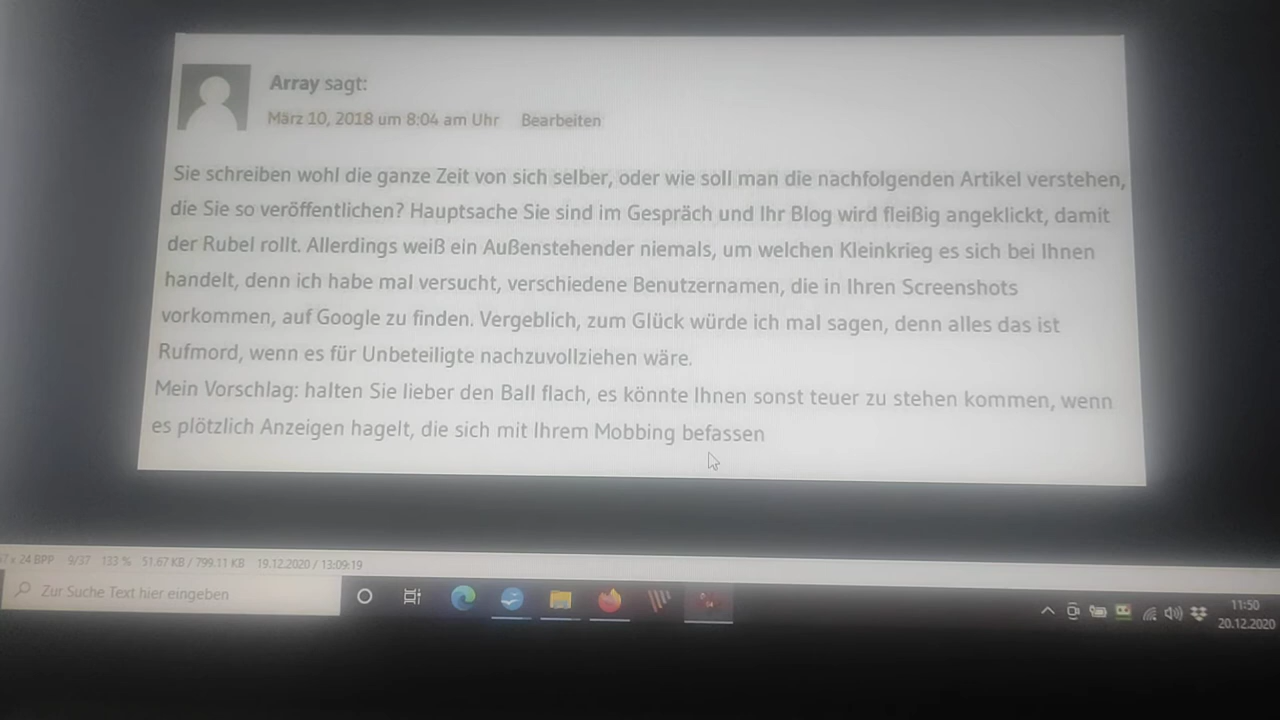 Array sagt:
März 10, 2018 um 8:04 am Uhr Bearbeiten
Sie schreiben wohl die ganze Zeit von sich selber, oder wie soll man die nachfolgenden Artikel verstehen,
die Sie so veröffentlichen? Hauptsache Sie sind im Gespräch und Ihr Blog wird fleißig angeklickt, damit
der Rubel rollt. Allerdings weiß ein Außenstehender niemals, um welchen Kleinkrieg es sich bei Ihnen
handelt, denn ich habe mal versucht, verschiedene Benutzernamen, die in Ihren Screenshots
vorkommen, auf Google zu finden. Vergeblich, zum Glück würde ich mal sagen, denn alles das ist
Rufmord, wenn es für Unbeteiligte nachzuvollziehen wäre.
Mein Vorschlag: halten Sie lieber den Ball flach, es könnte Ihnen sonst teuer zu stehen kommen, wenn
es plötzlich Anzeigen hagelt, die sich mit Ihrem Mobbing befassen
x 24 BPP 9/37 133 % 51.67 KB / 799.11 KB 19.12.2020 / 13:09:19
Zur Suche Text hier eingeben
11:50
20.12.2020